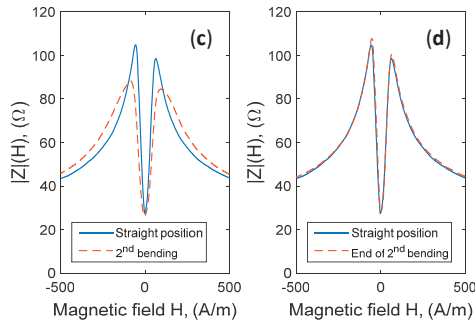 120
100
80
60
40
20
0
|Z|(H), (Ω)
(c)
Straight position
2nd bending
-500 0 500
Magnetic field H, (A/m)
120
100
80
60
40
20
0
|Z|(H), (Ω)
(d)
Straight position
End of 2nd bending
-500 0 500
Magnetic field H, (A/m)